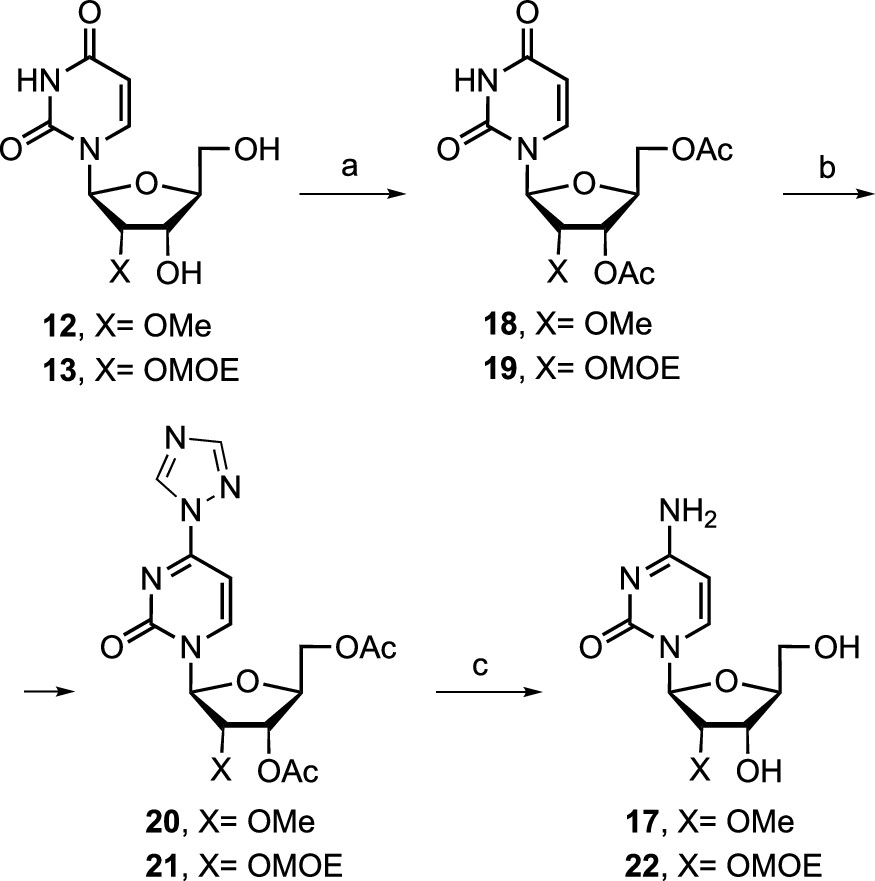 O
HN
O
N
O
OH
X
OH
12, X= OMe
13, X= OMOE
a
O
HN
O
N
O
OAc
X
OAc
18, X= OMe
19, X= OMOE
b
N
N
N
N
O
N
O
OAc
X
OAc
20, X= OMe
21, X= OMOE
c
NH2
N
O
N
O
OH
X
OH
17, X= OMe
22, X= OMOE